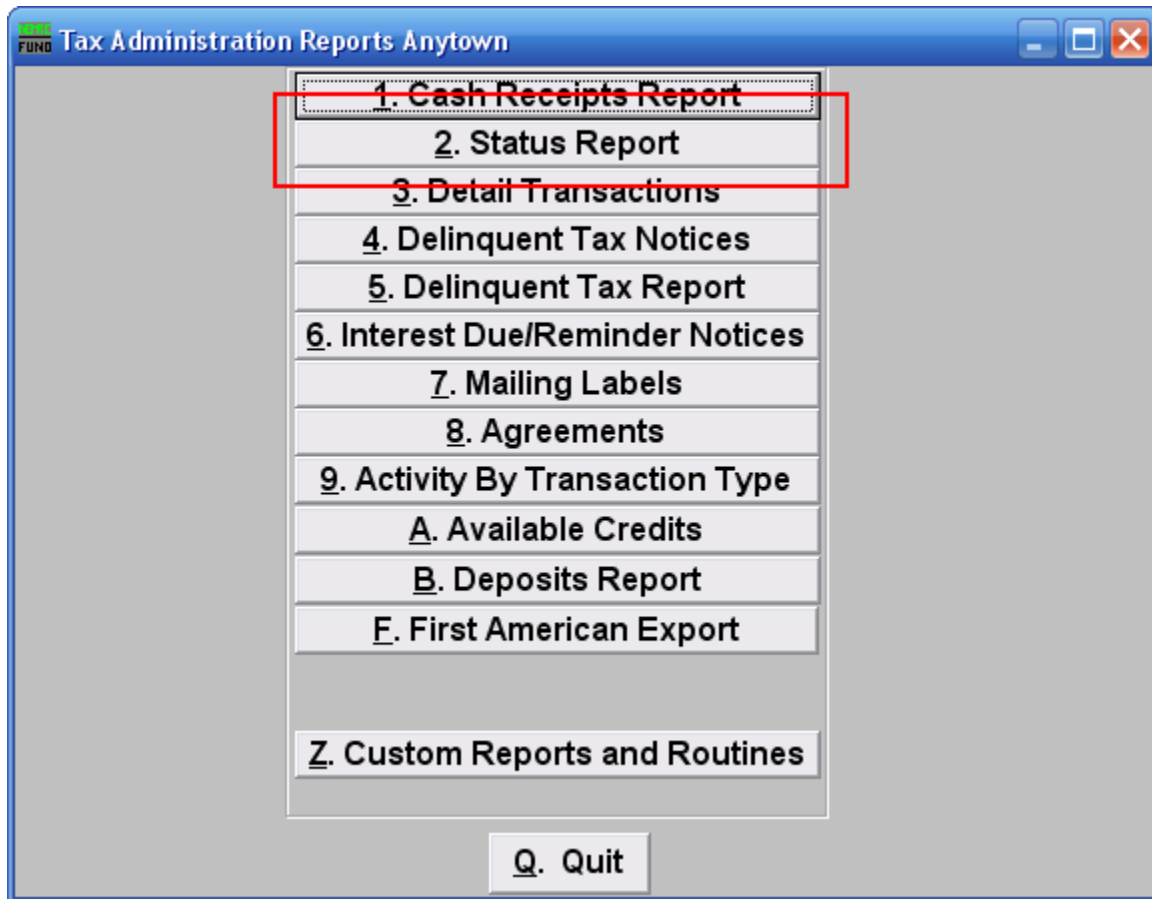 FUND Tax Administration Reports Anytown
1. Cash Receipts Report
2. Status Report
3. Detail Transactions
4. Delinquent Tax Notices
5. Delinquent Tax Report
6. Interest Due/Reminder Notices
7. Mailing Labels
8. Agreements
9. Activity By Transaction Type
A. Available Credits
B. Deposits Report
F. First American Export
Z. Custom Reports and Routines
Q. Quit